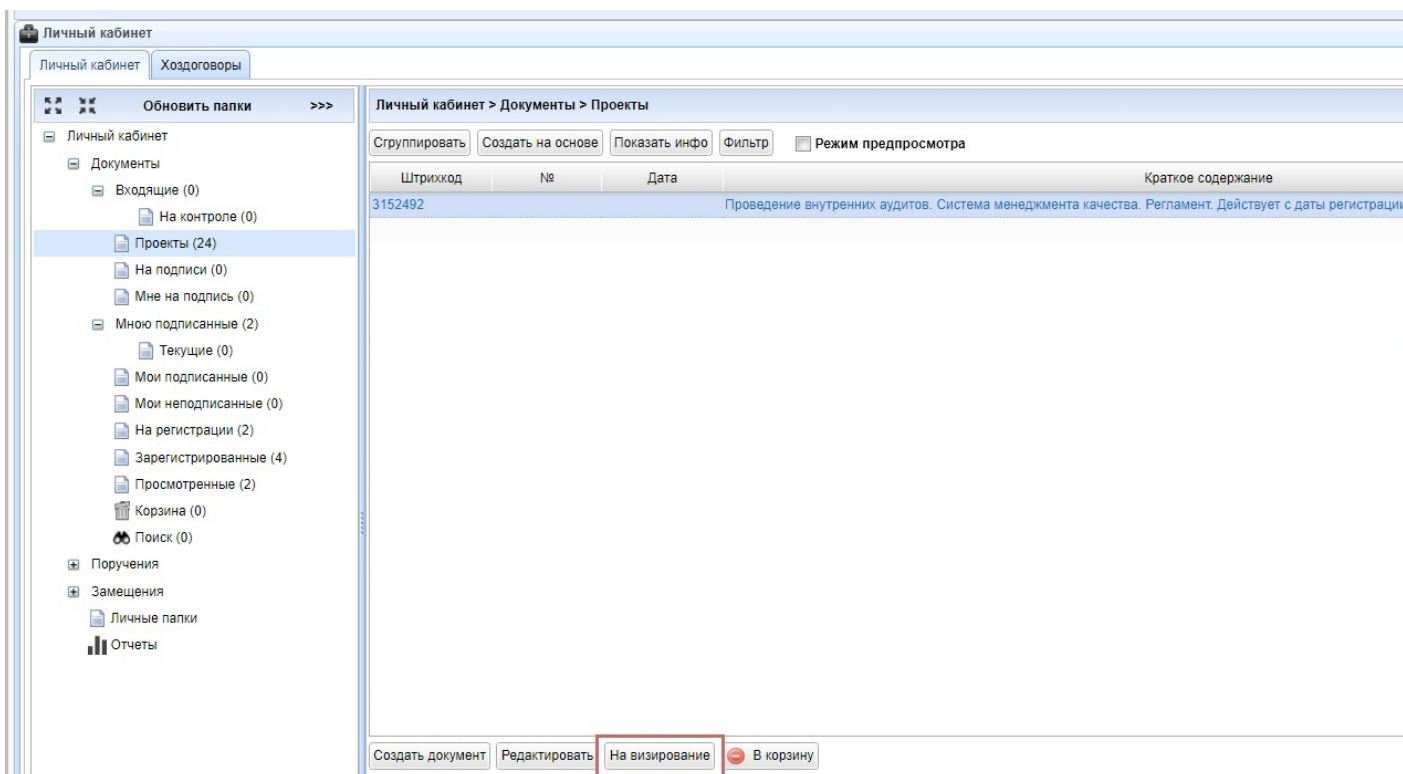 Личный кабинет
Личный кабинет Хоздоговоры
Обновить папки >>>
Личный кабинет
Документы
Входящие (0)
На контроле (0)
Проекты (24)
На подписи (0)
Мне на подпись (0)
Мною подписанные (2)
Текущие (0)
Мои подписанные (0)
Мои неподписанные (0)
На регистрации (2)
Зарегистрированные (4)
Просмотренные (2)
Корзина (0)
Поиск (0)
Поручения
Замещения
Личные папки
Отчеты
Личный кабинет > Документы > Проекты
Сгруппировать Создать на основе Показать инфо Фильтр Режим предпросмотра
Штрихкод № Дата Краткое содержание
3152492 Проведение внутренних аудитов. Система менеджмента качества. Регламент. Действует с даты регистрации
Создать документ Редактировать На визирование В корзину